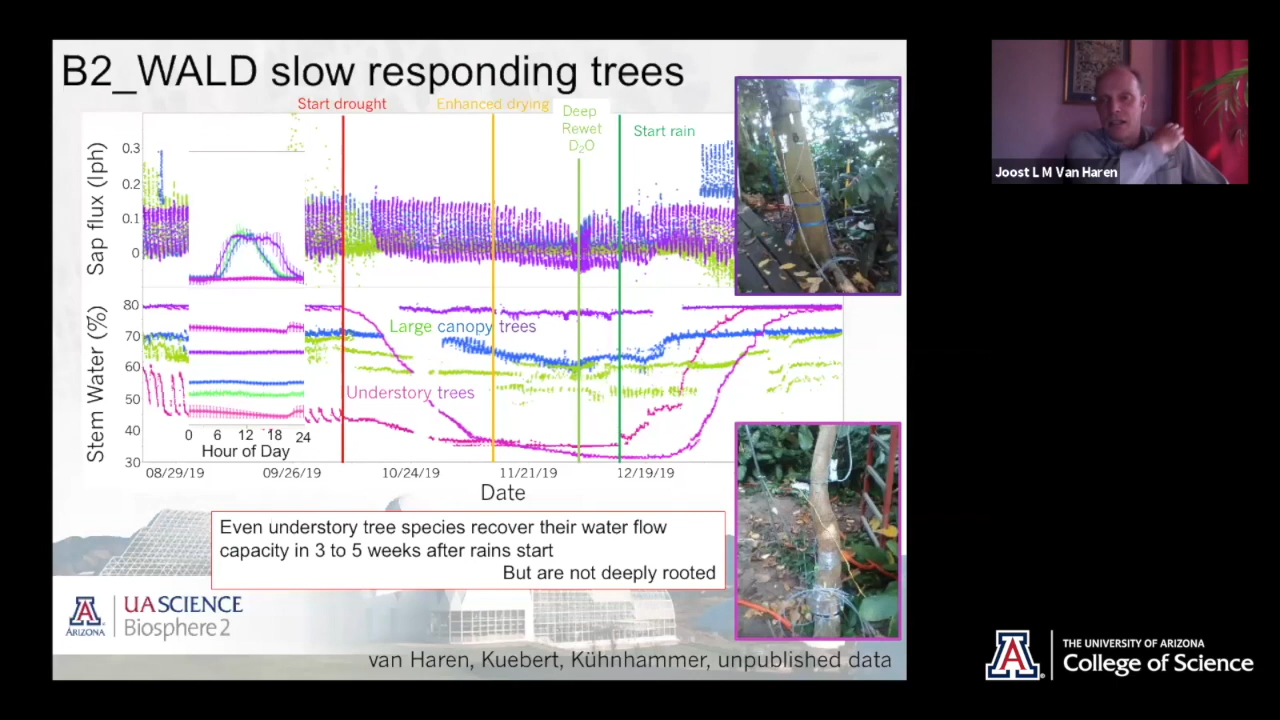 B2_WALD slow responding trees
Start drought
Enhanced drying
Deep
Rewet
D₂O
Start rain
Sap flux (lph)
0.3
0.2
0.1
0
Stem Water (%)
80
70
60
50
40
30
Large canopy trees
Understory trees
0 6 12 18 24
Hour of Day
08/29/19 09/26/19 10/24/19 11/21/19 12/19/19
Date
Even understory tree species recover their water flow
capacity in 3 to 5 weeks after rains start
But are not deeply rooted
A
ARIZONA
UASCIENCE
Biosphere 2
van Haren, Kuebert, Kühnhammer, unpublished data
Joost L M Van Haren
A
THE UNIVERSITY OF ARIZONA
College of Science